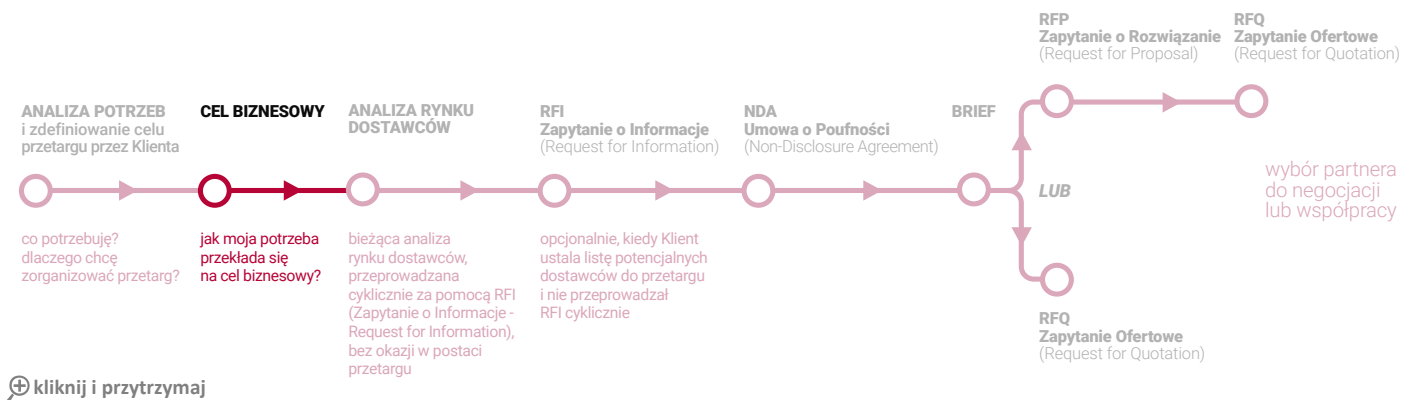 ANALIZA POTRZEB
i zdefiniowanie celu
przetargu przez Klienta
co potrzebuję?
dlaczego chcę
zorganizować przetarg?
CEL BIZNESOWY
jak moja potrzeba
przekłada się
na cel biznesowy?
ANALIZA RYNKU
DOSTAWCÓW
bieżąca analiza
rynku dostawców,
przeprowadzana
cyklicznie za pomocą RFI
(Zapytanie o Informacje -
Request for Information),
bez okazji w postaci
przetargu
RFI
Zapytanie o Informacje
(Request for Information)
opcjonalnie, kiedy Klient
ustala listę potencjalnych
dostawców do przetargu
i nie przeprowadzał
RFI cyklicznie
NDA
Umowa o Poufności
(Non-Disclosure Agreement)
BRIEF
RFP
Zapytanie o Rozwiązanie
(Request for Proposal)
RFQ
Zapytanie Ofertowe
(Request for Quotation)
LUB
wybór partnera
do negocjacji
lub współpracy
RFQ
Zapytanie Ofertowe
(Request for Quotation)
kliknij i przytrzymaj